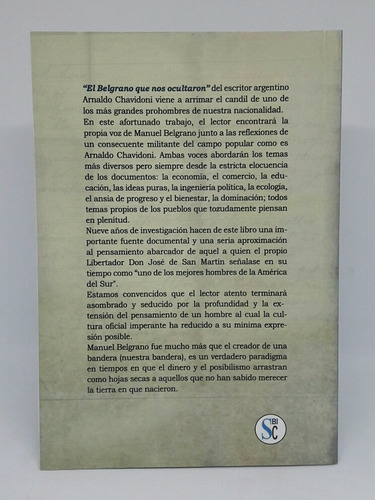 "El Belgrano que nos ocultaron" del escritor argentino
Arnaldo Chavidoni viene a arrimar el candil de uno de
los más grandes prohombres de nuestra nacionalidad.
En este afortunado trabajo, el lector encontrará la
propia voz de Manuel Belgrano junto a las reflexiones de
un consecuente militante del campo popular como es
Arnaldo Chavidoni. Ambas voces abordarán los temas
más diversos pero siempre desde la estricta elocuencia
de los documentos: la economía, el comercio, la edu-
cación, las ideas puras, la ingeniería política, la ecología,
el ansia de progreso y el bienestar, la dominación; todos
temas propios de los pueblos que tozudamente piensan
en plenitud.
Nueve años de investigación hacen de este libro una im-
portante fuente documental y una seria aproximación
al pensamiento abarcador de aquel a quien el propio
Libertador Don José de San Martín señalase en su
tiempo como "uno de los mejores hombres de la América
del Sur".
Estamos convencidos que el lector atento terminará
asombrado y seducido por la profundidad y la ex-
tensión del pensamiento de un hombre al cual la cul-
tura oficial imperante ha reducido a su mínima expre-
sión posible.
Manuel Belgrano fue mucho más que el creador de una
bandera (nuestra bandera), es un verdadero paradigma
en tiempos en que el dinero y el posibilismo arrastran
como hojas secas a aquellos que no han sabido merecer
la tierra en que nacieron.
S BI C